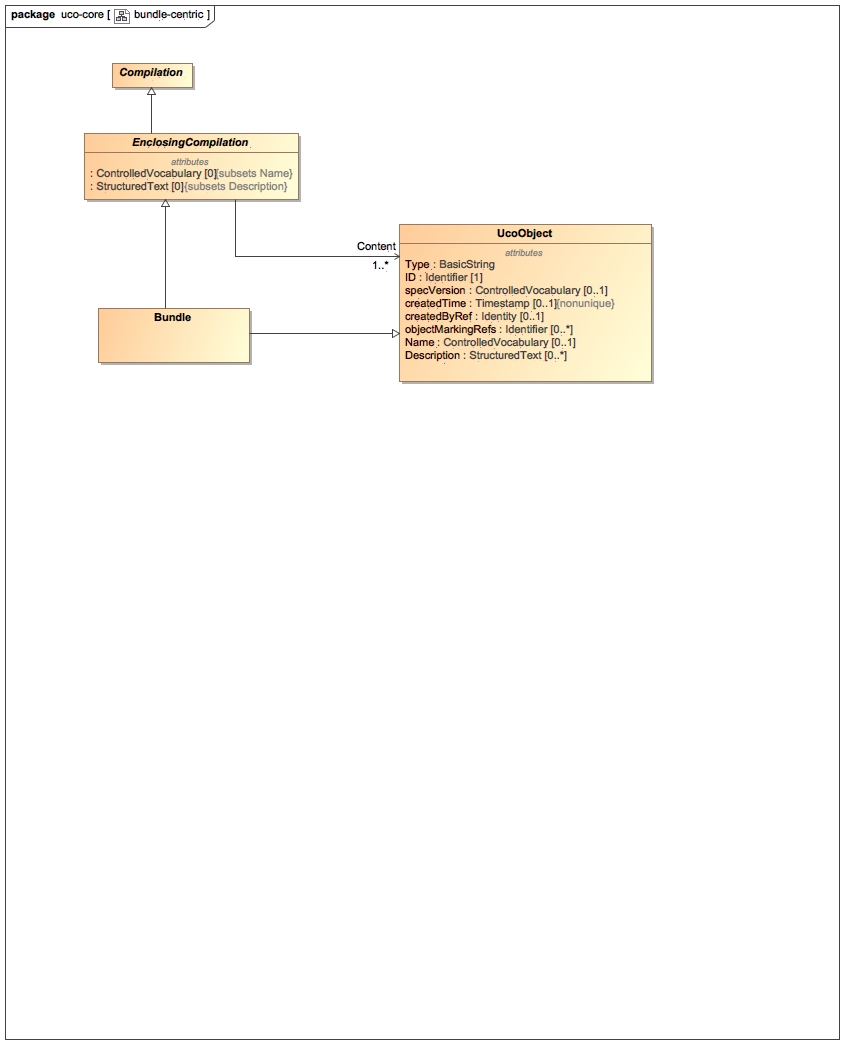 package uco-core [ bundle-centric ]
Compilation
EnclosingCompilation
attributes
: ControlledVocabulary [0]{subsets Name}
: StructuredText [0]{subsets Description}
Content
1..*
UcoObject
attributes
Type : BasicString
ID : Identifier [1]
specVersion : ControlledVocabulary [0..1]
createdTime : Timestamp [0..1]{nonunique}
createdByRef : Identity [0..1]
objectMarkingRefs : Identifier [0..*]
Name : ControlledVocabulary [0..1]
Description : StructuredText [0..*]
Bundle